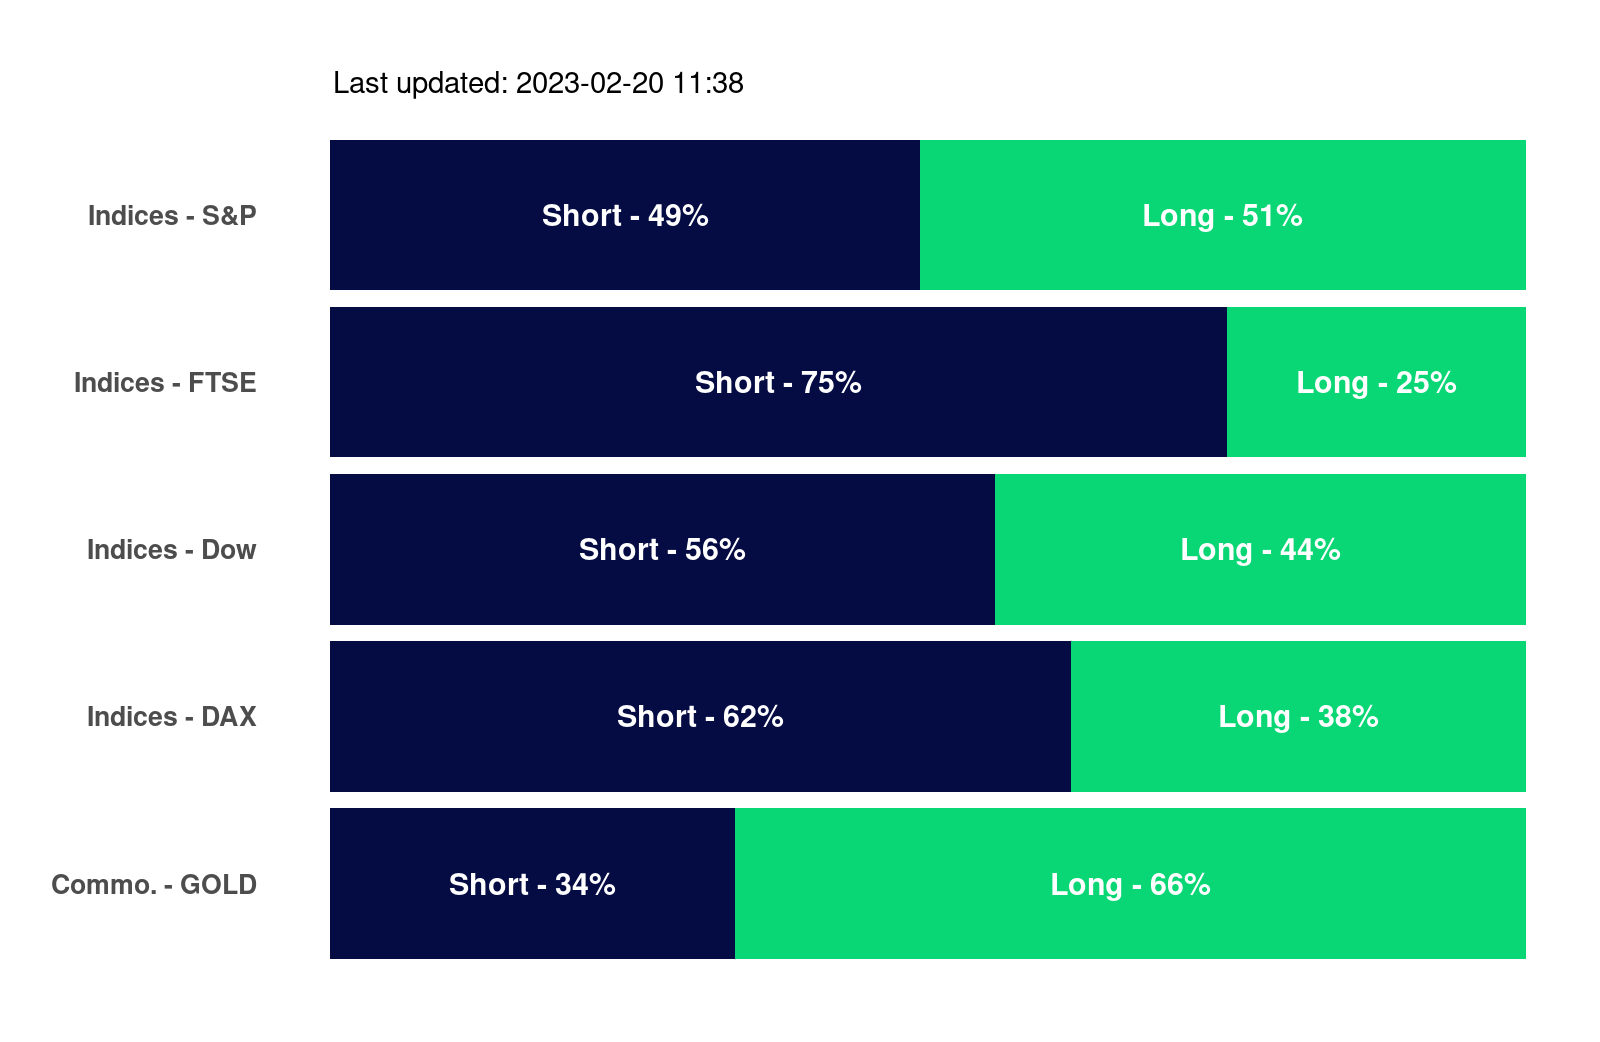 Last updated: 2023-02-20 11:38
Indices - S&P Short - 49% Long - 51%
Indices - FTSE Short - 75% Long - 25%
Indices - Dow Short - 56% Long - 44%
Indices - DAX Short - 62% Long - 38%
Commo. - GOLD Short - 34% Long - 66%